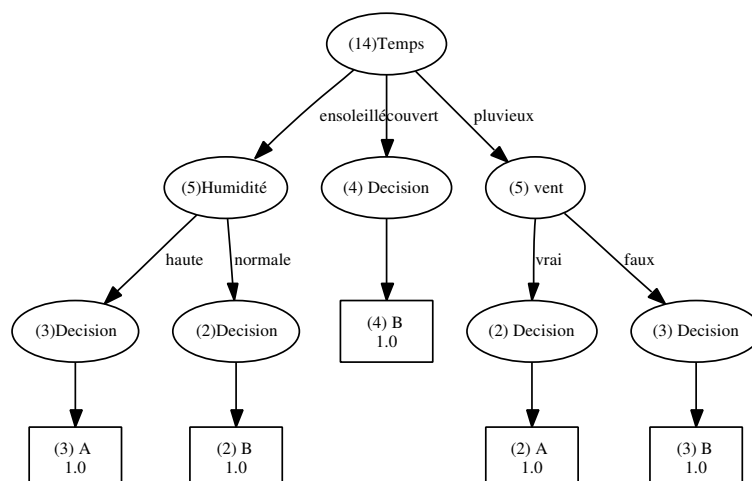 (14)Temps
ensoleillé
couvert
pluvieux
(5)Humidité
(4) Decision
(5) vent
haute
normale
vrai
faux
(3)Decision
(2)Decision
(4) B
1.0
(2) Decision
(3) Decision
(3) A
1.0
(2) B
1.0
(2) A
1.0
(3) B
1.0